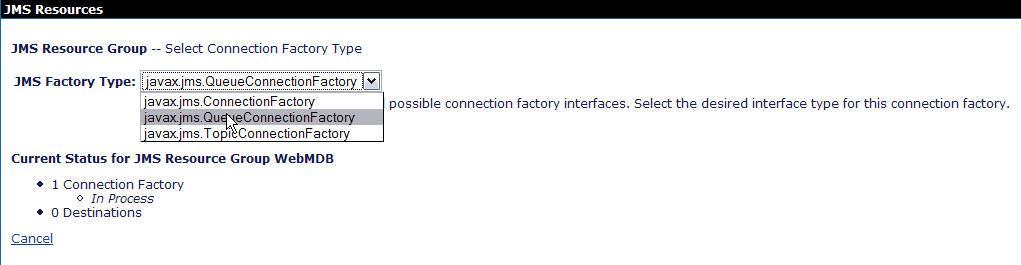 JMS Resources
JMS Resource Group -- Select Connection Factory Type
JMS Factory Type: javax.jms.QueueConnectionFactory
javax.jms.ConnectionFactory
possible connection factory interfaces. Select the desired interface type for this connection factory.
javax.jms.QueueConnectionFactory
javax.jms.TopicConnectionFactory
Current Status for JMS Resource Group WebMDB
1 Connection Factory
In Process
0 Destinations
Cancel